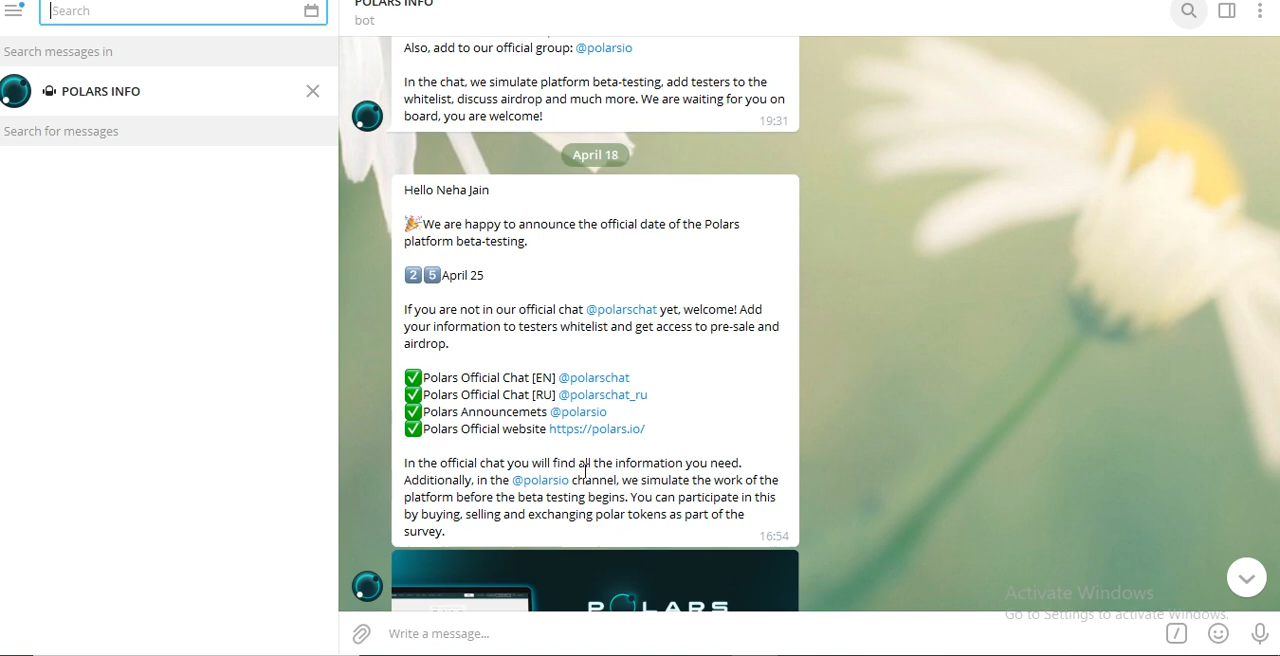 Search
Search messages in
POLARS INFO
Search for messages
POLARS INFO
bot
Also, add to our official group: @polarsio
In the chat, we simulate platform beta-testing, add testers to the
whitelist, discuss airdrop and much more. We are waiting for you on
board, you are welcome!
19:31
April 18
Hello Neha Jain
🎉We are happy to announce the official date of the Polars
platform beta-testing.
2️⃣5️⃣April 25
If you are not in our official chat @polarschat yet, welcome! Add
your information to testers whitelist and get access to pre-sale and
airdrop.
✅Polars Official Chat [EN] @polarschat
✅Polars Official Chat [RU] @polarschat_ru
✅Polars Announcemets @polarsio
✅Polars Official website https://polars.io/
In the official chat you will find all the information you need.
Additionally, in the @polarsio channel, we simulate the work of the
platform before the beta testing begins. You can participate in this
by buying, selling and exchanging polar tokens as part of the
survey.
16:54
POLARS
Activate Windows
Go to Settings to activate Windows.
Write a message...